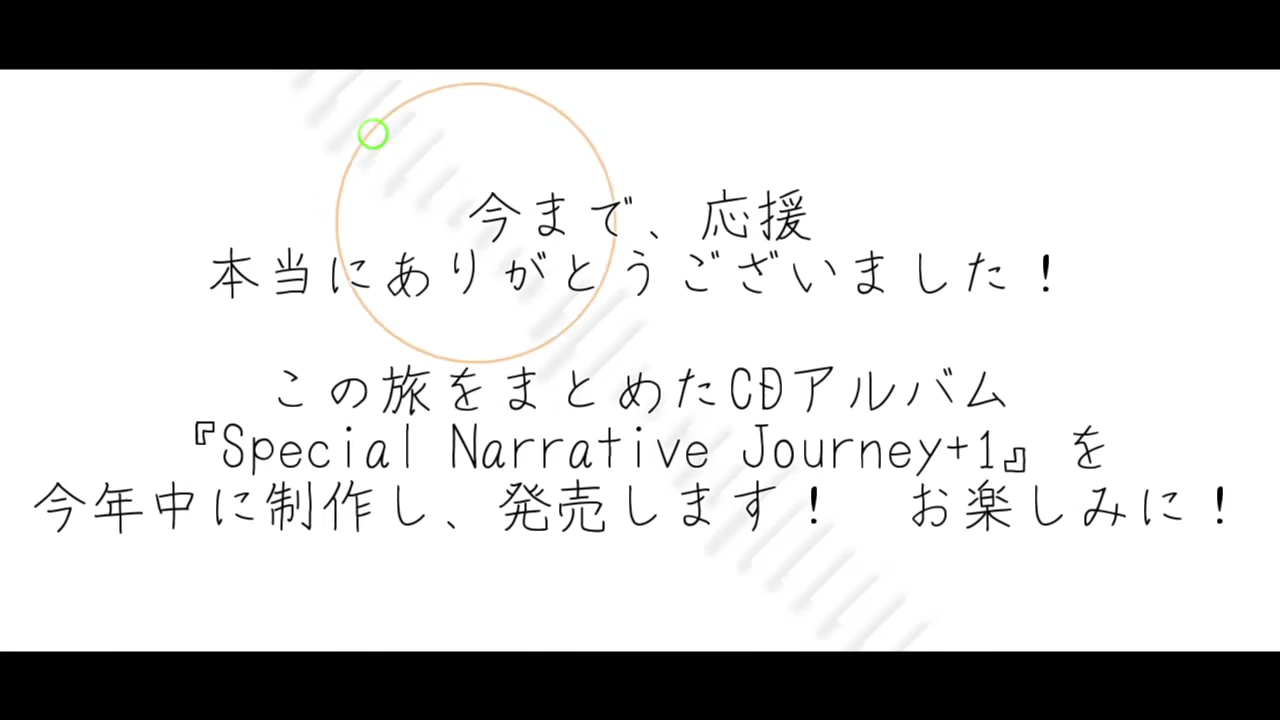 今まで、応援
本当にありがとうございました！
この旅をまとめたCDアルバム
『Special Narrative Journey+1』を
今年中に制作し、発売します！　お楽しみに！